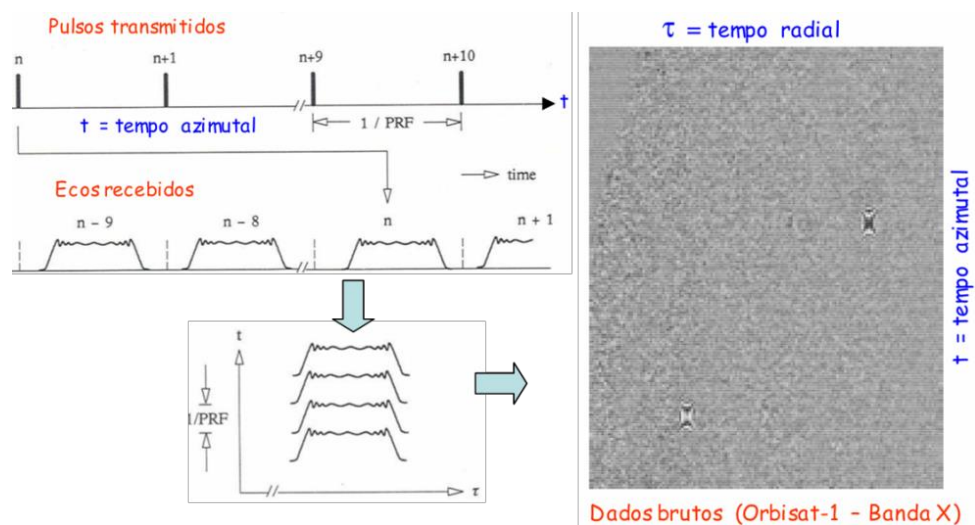 Pulsos transmitidos
n
n+1
n+9
n+10
t
t = tempo azimutal
1 / PRF
time
Ecos recebidos
n − 9
n − 8
n
n + 1
t
1/PRF
τ
τ = tempo radial
t = tempo azimutal
Dados brutos (Orbisat-1 - Banda X)